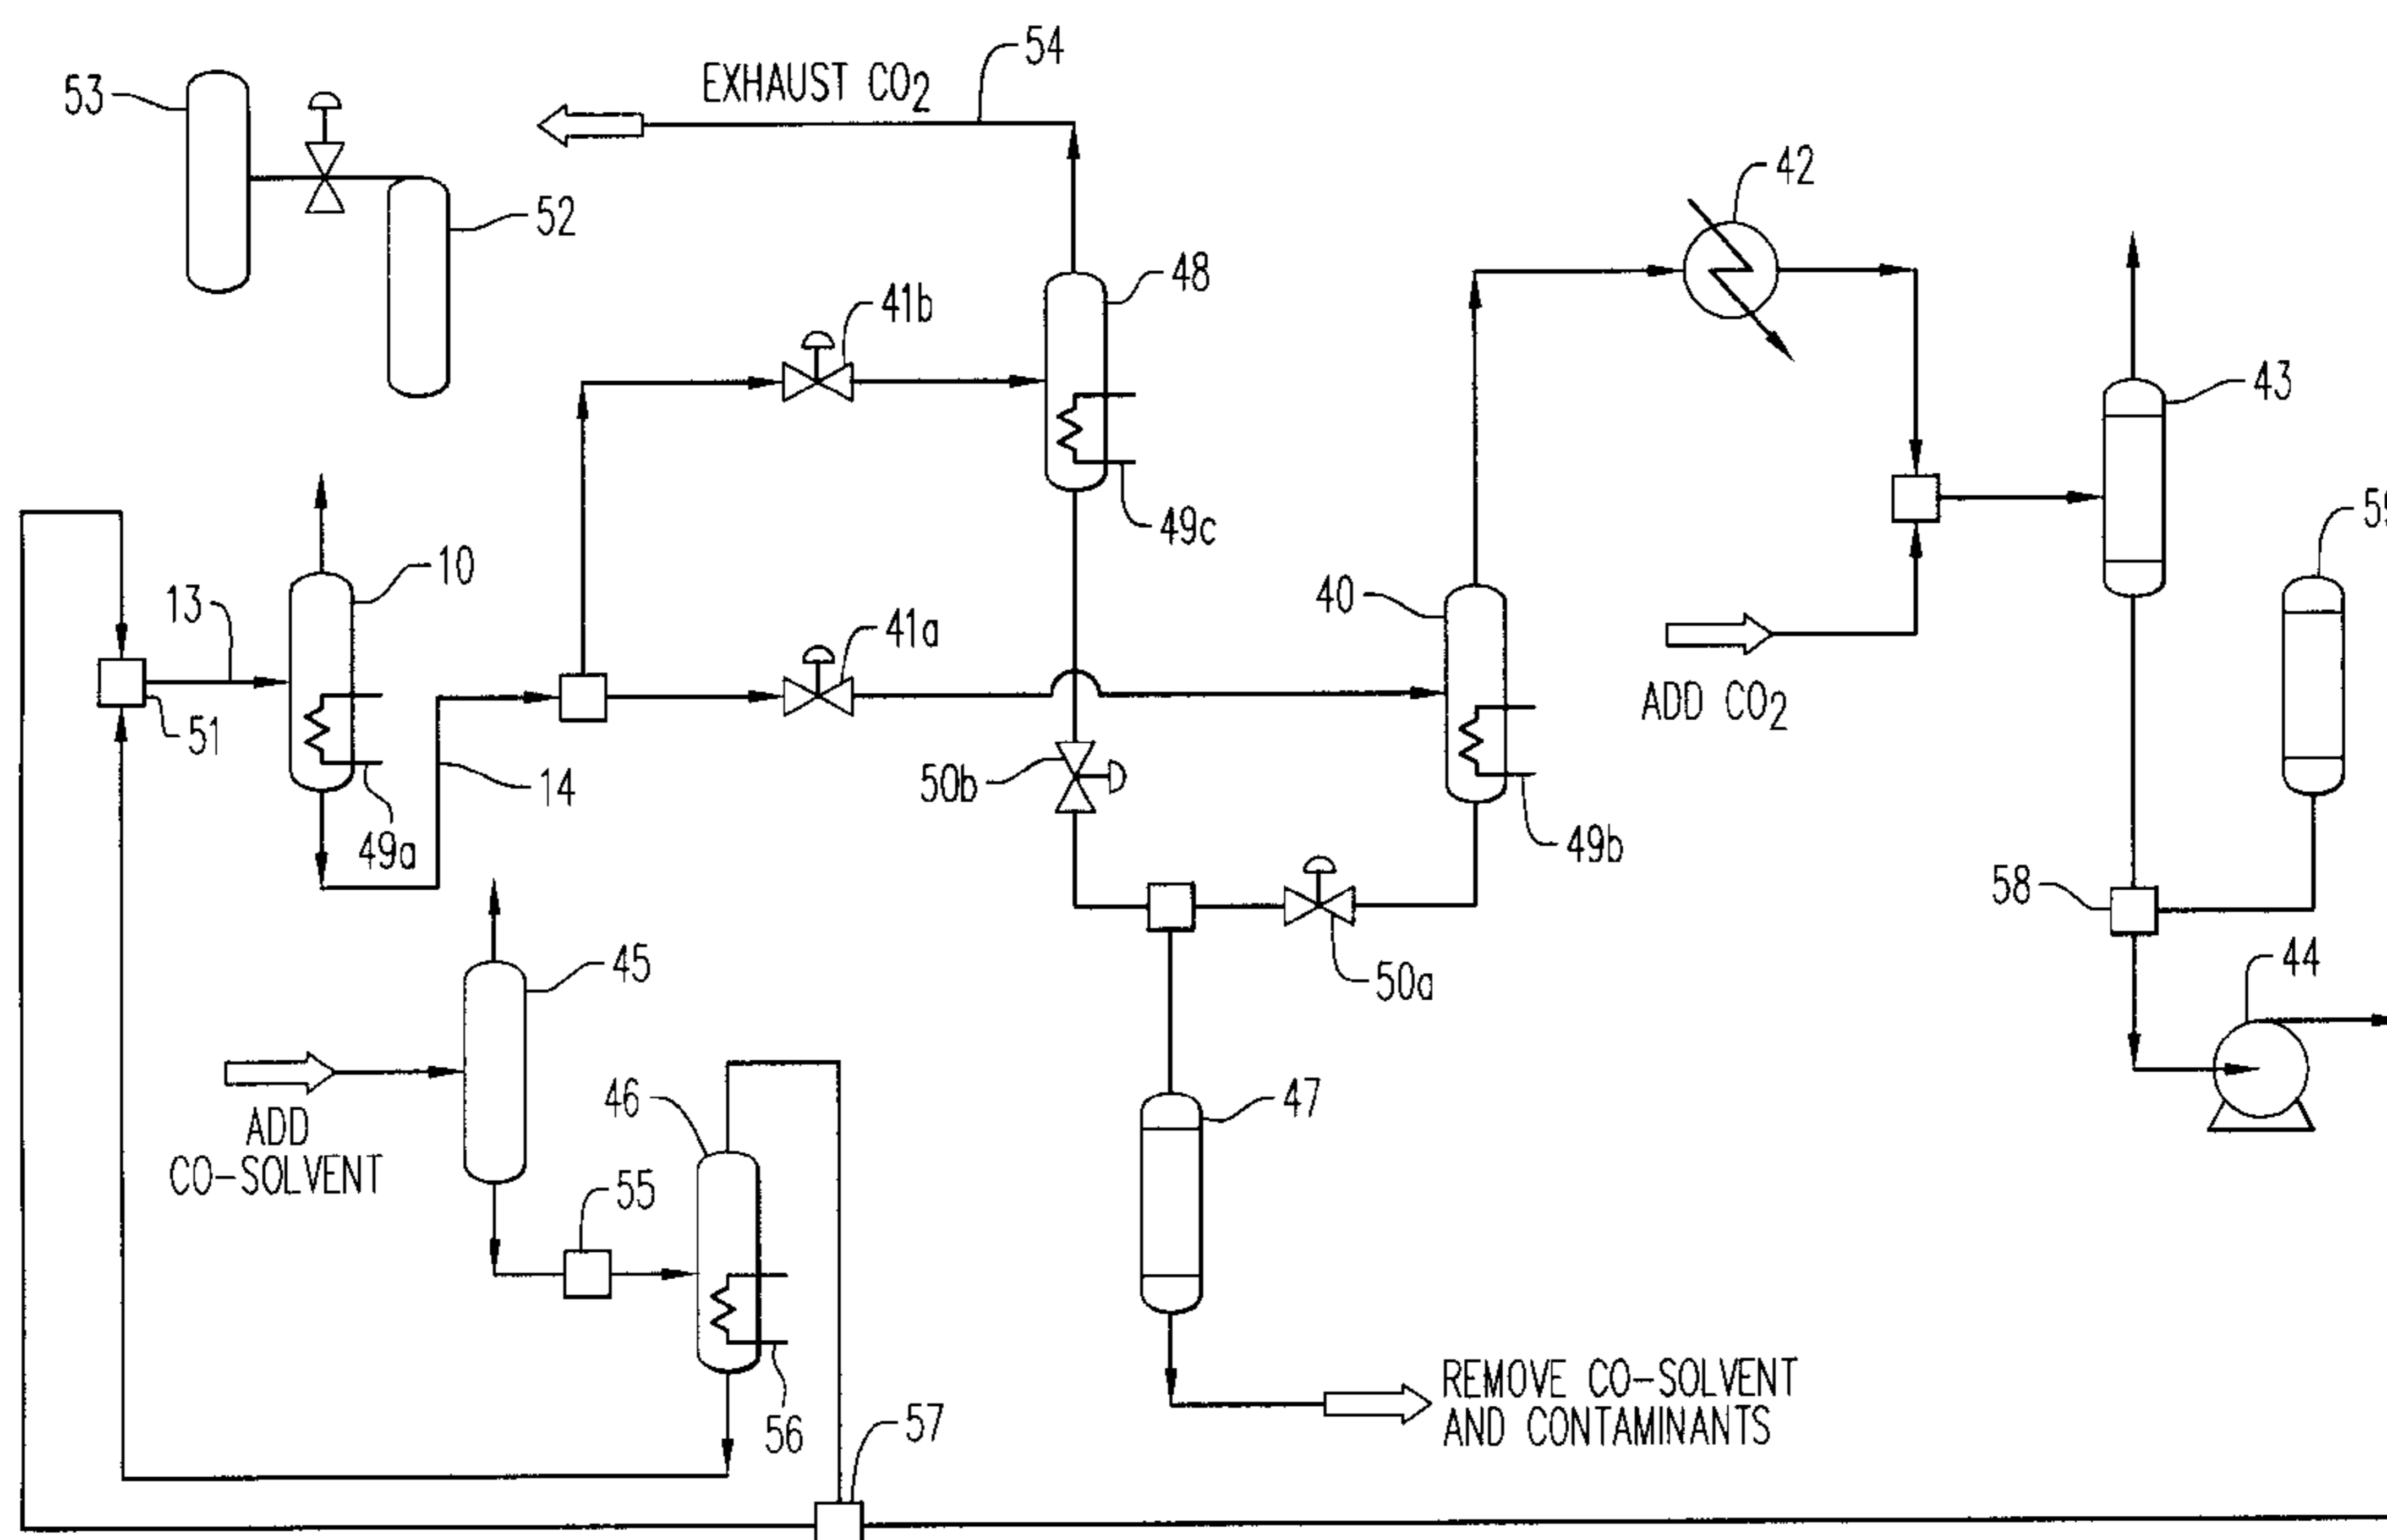 54
EXHAUST CO2
53
42
52
48
41b
43
49c
59
10
40
13
41a
51
ADD CO2
14
50b
49a
49b
58
45
50a
44
46
47
ADD
CO-SOLVENT
55
REMOVE CO-SOLVENT
AND CONTAMINANTS
56
57